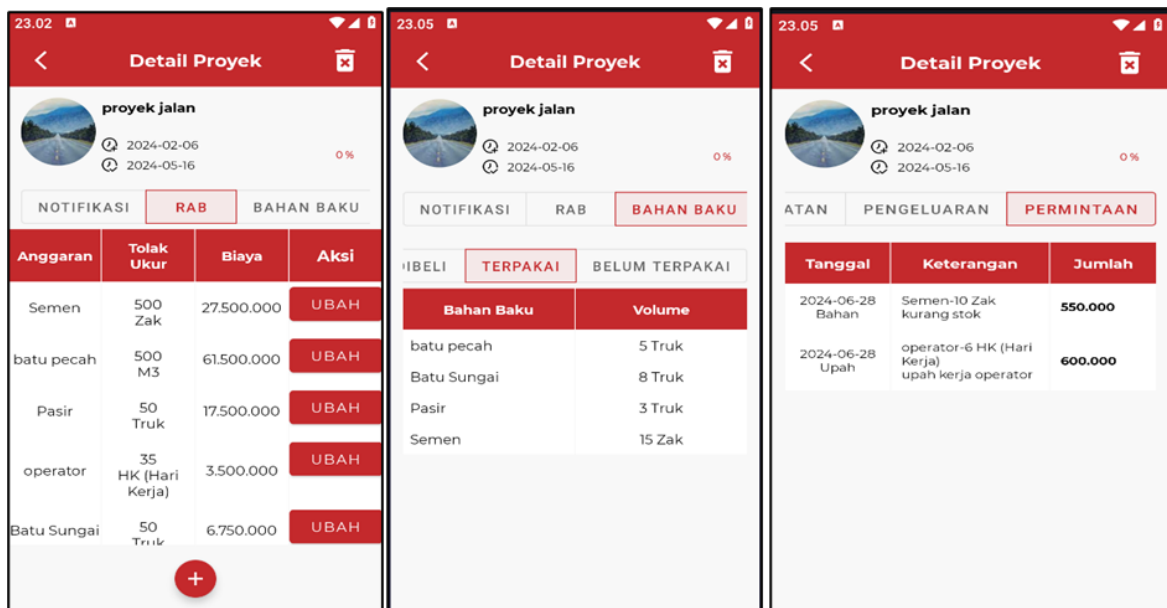 23.02
Detail Proyek
proyek jalan
2024-02-06
2024-05-16
0 %
NOTIFIKASI RAB BAHAN BAKU
Anggaran Tolak Ukur Biaya Aksi
Semen 500 Zak 27.500.000 UBAH
batu pecah 500 M3 61.500.000 UBAH
Pasir 50 Truk 17.500.000 UBAH
operator 35 HK (Hari Kerja) 3.500.000 UBAH
Batu Sungai 50 Truk 6.750.000 UBAH
+
23.05
Detail Proyek
proyek jalan
2024-02-06
2024-05-16
0 %
NOTIFIKASI RAB BAHAN BAKU
IBELI TERPAKAI BELUM TERPAKAI
Bahan Baku Volume
batu pecah 5 Truk
Batu Sungai 8 Truk
Pasir 3 Truk
Semen 15 Zak
23.05
Detail Proyek
proyek jalan
2024-02-06
2024-05-16
0 %
ATAN PENGELUARAN PERMINTAAN
Tanggal Keterangan Jumlah
2024-06-28 Bahan Semen-10 Zak kurang stok 550.000
2024-06-28 Upah operator-6 HK (Hari Kerja) upah kerja operator 600.000